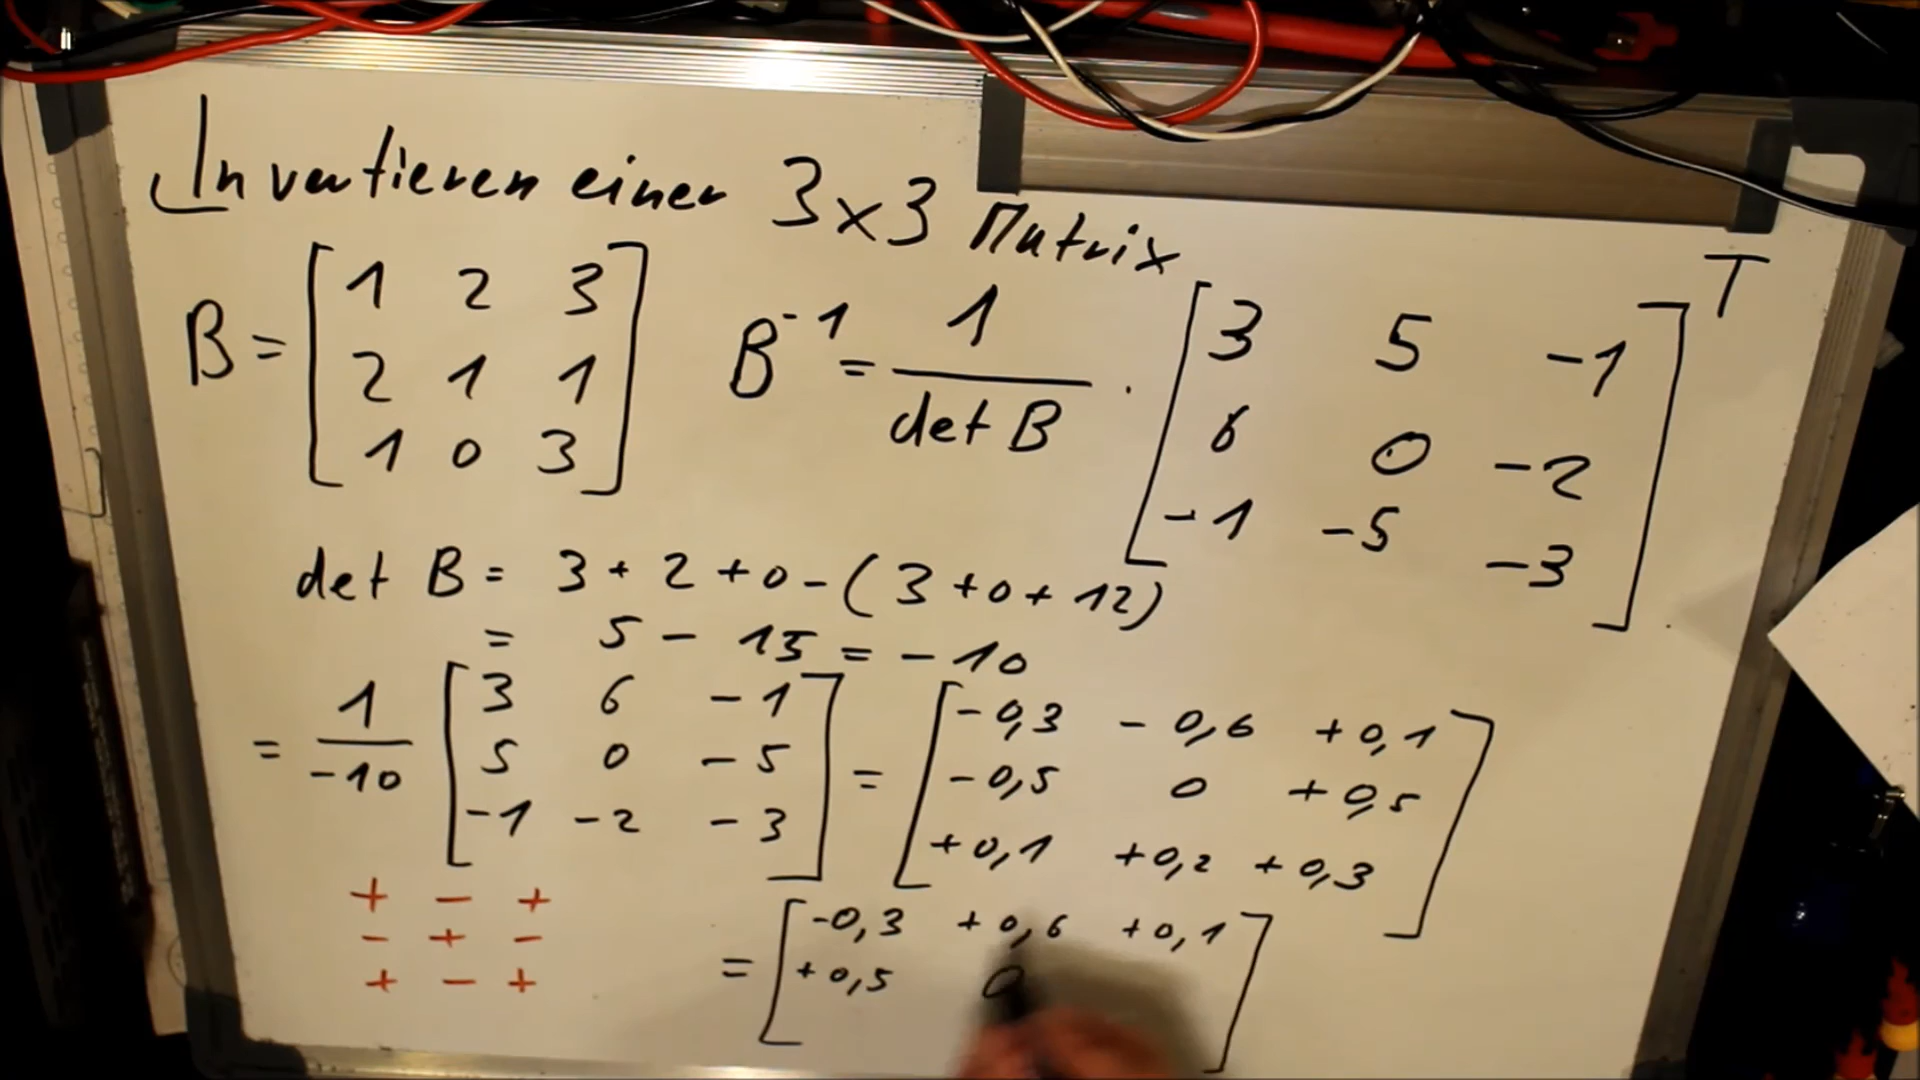 Invertieren einer 3x3 Matrix
B = [ 1 2 3
2 1 1
1 0 3 ]
B⁻¹ = 1 / det B · [ 3 5 -1
6 0 -2
-1 -5 -3 ]ᵀ
det B = 3 + 2 + 0 - ( 3 + 0 + 12 )
= 5 - 15 = - 10
= 1 / -10 [ 3 6 -1
5 0 -5
-1 -2 -3 ]
= [ -0,3 -0,6 +0,1
-0,5 0 +0,5
+0,1 +0,2 +0,3 ]
+ - +
- + -
+ - +
= [ -0,3 +0,6 +0,1
+0,5 0 ]